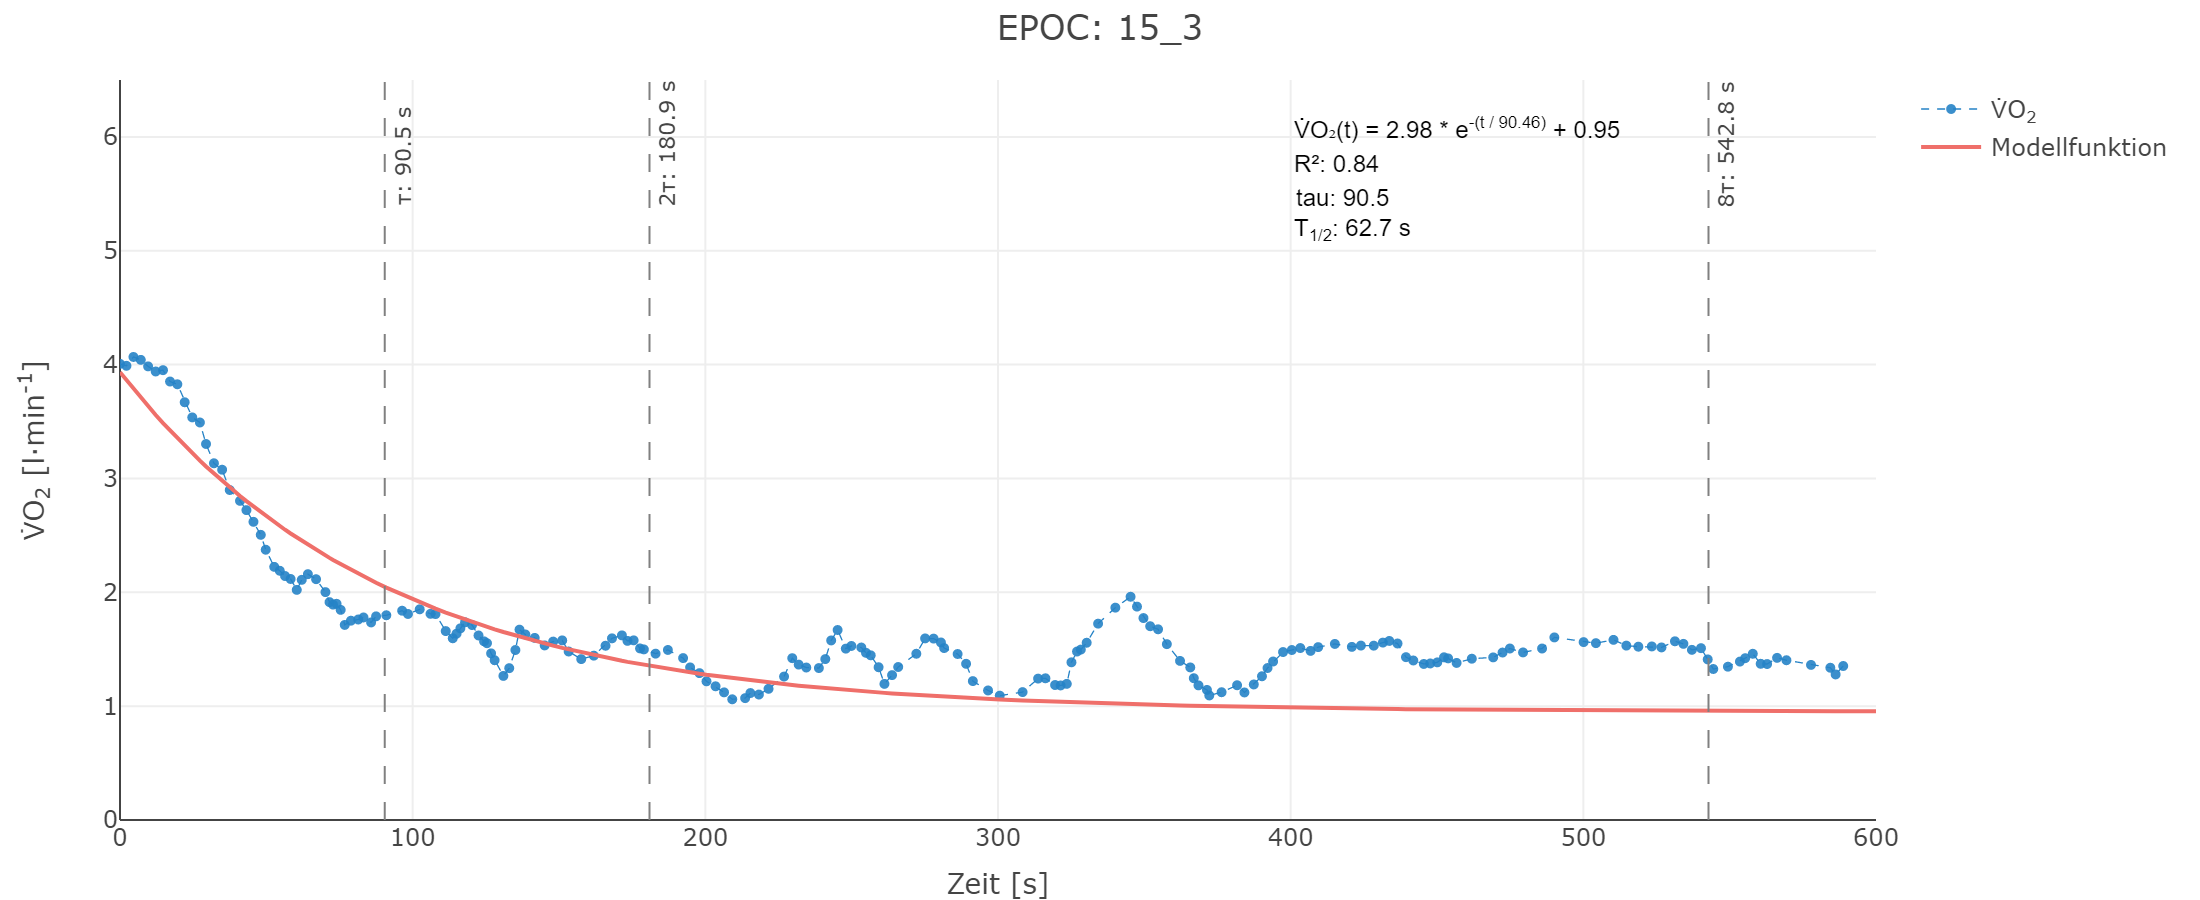 EPOC: 15_3
τ: 90.5 s
2τ: 180.9 s
8τ: 542.8 s
V̇O₂(t) = 2.98 * e^-(t / 90.46) + 0.95
R²: 0.84
tau: 90.5
T₁/₂: 62.7 s
V̇O₂
Modellfunktion
V̇O₂ [l·min⁻¹]
6
5
4
3
2
1
0
0 100 200 300 400 500 600
Zeit [s]